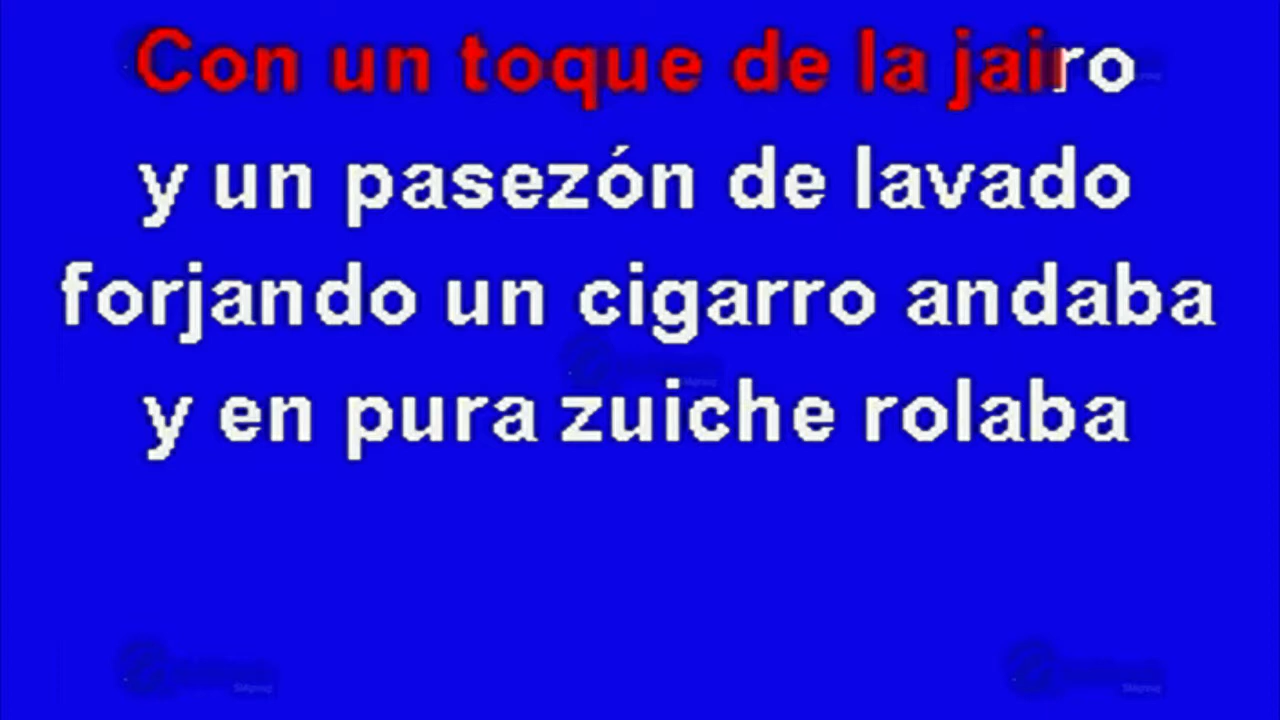 Con un toque de la jairo
y un pasezón de lavado
forjando un cigarro andaba
y en pura zuiche rolaba